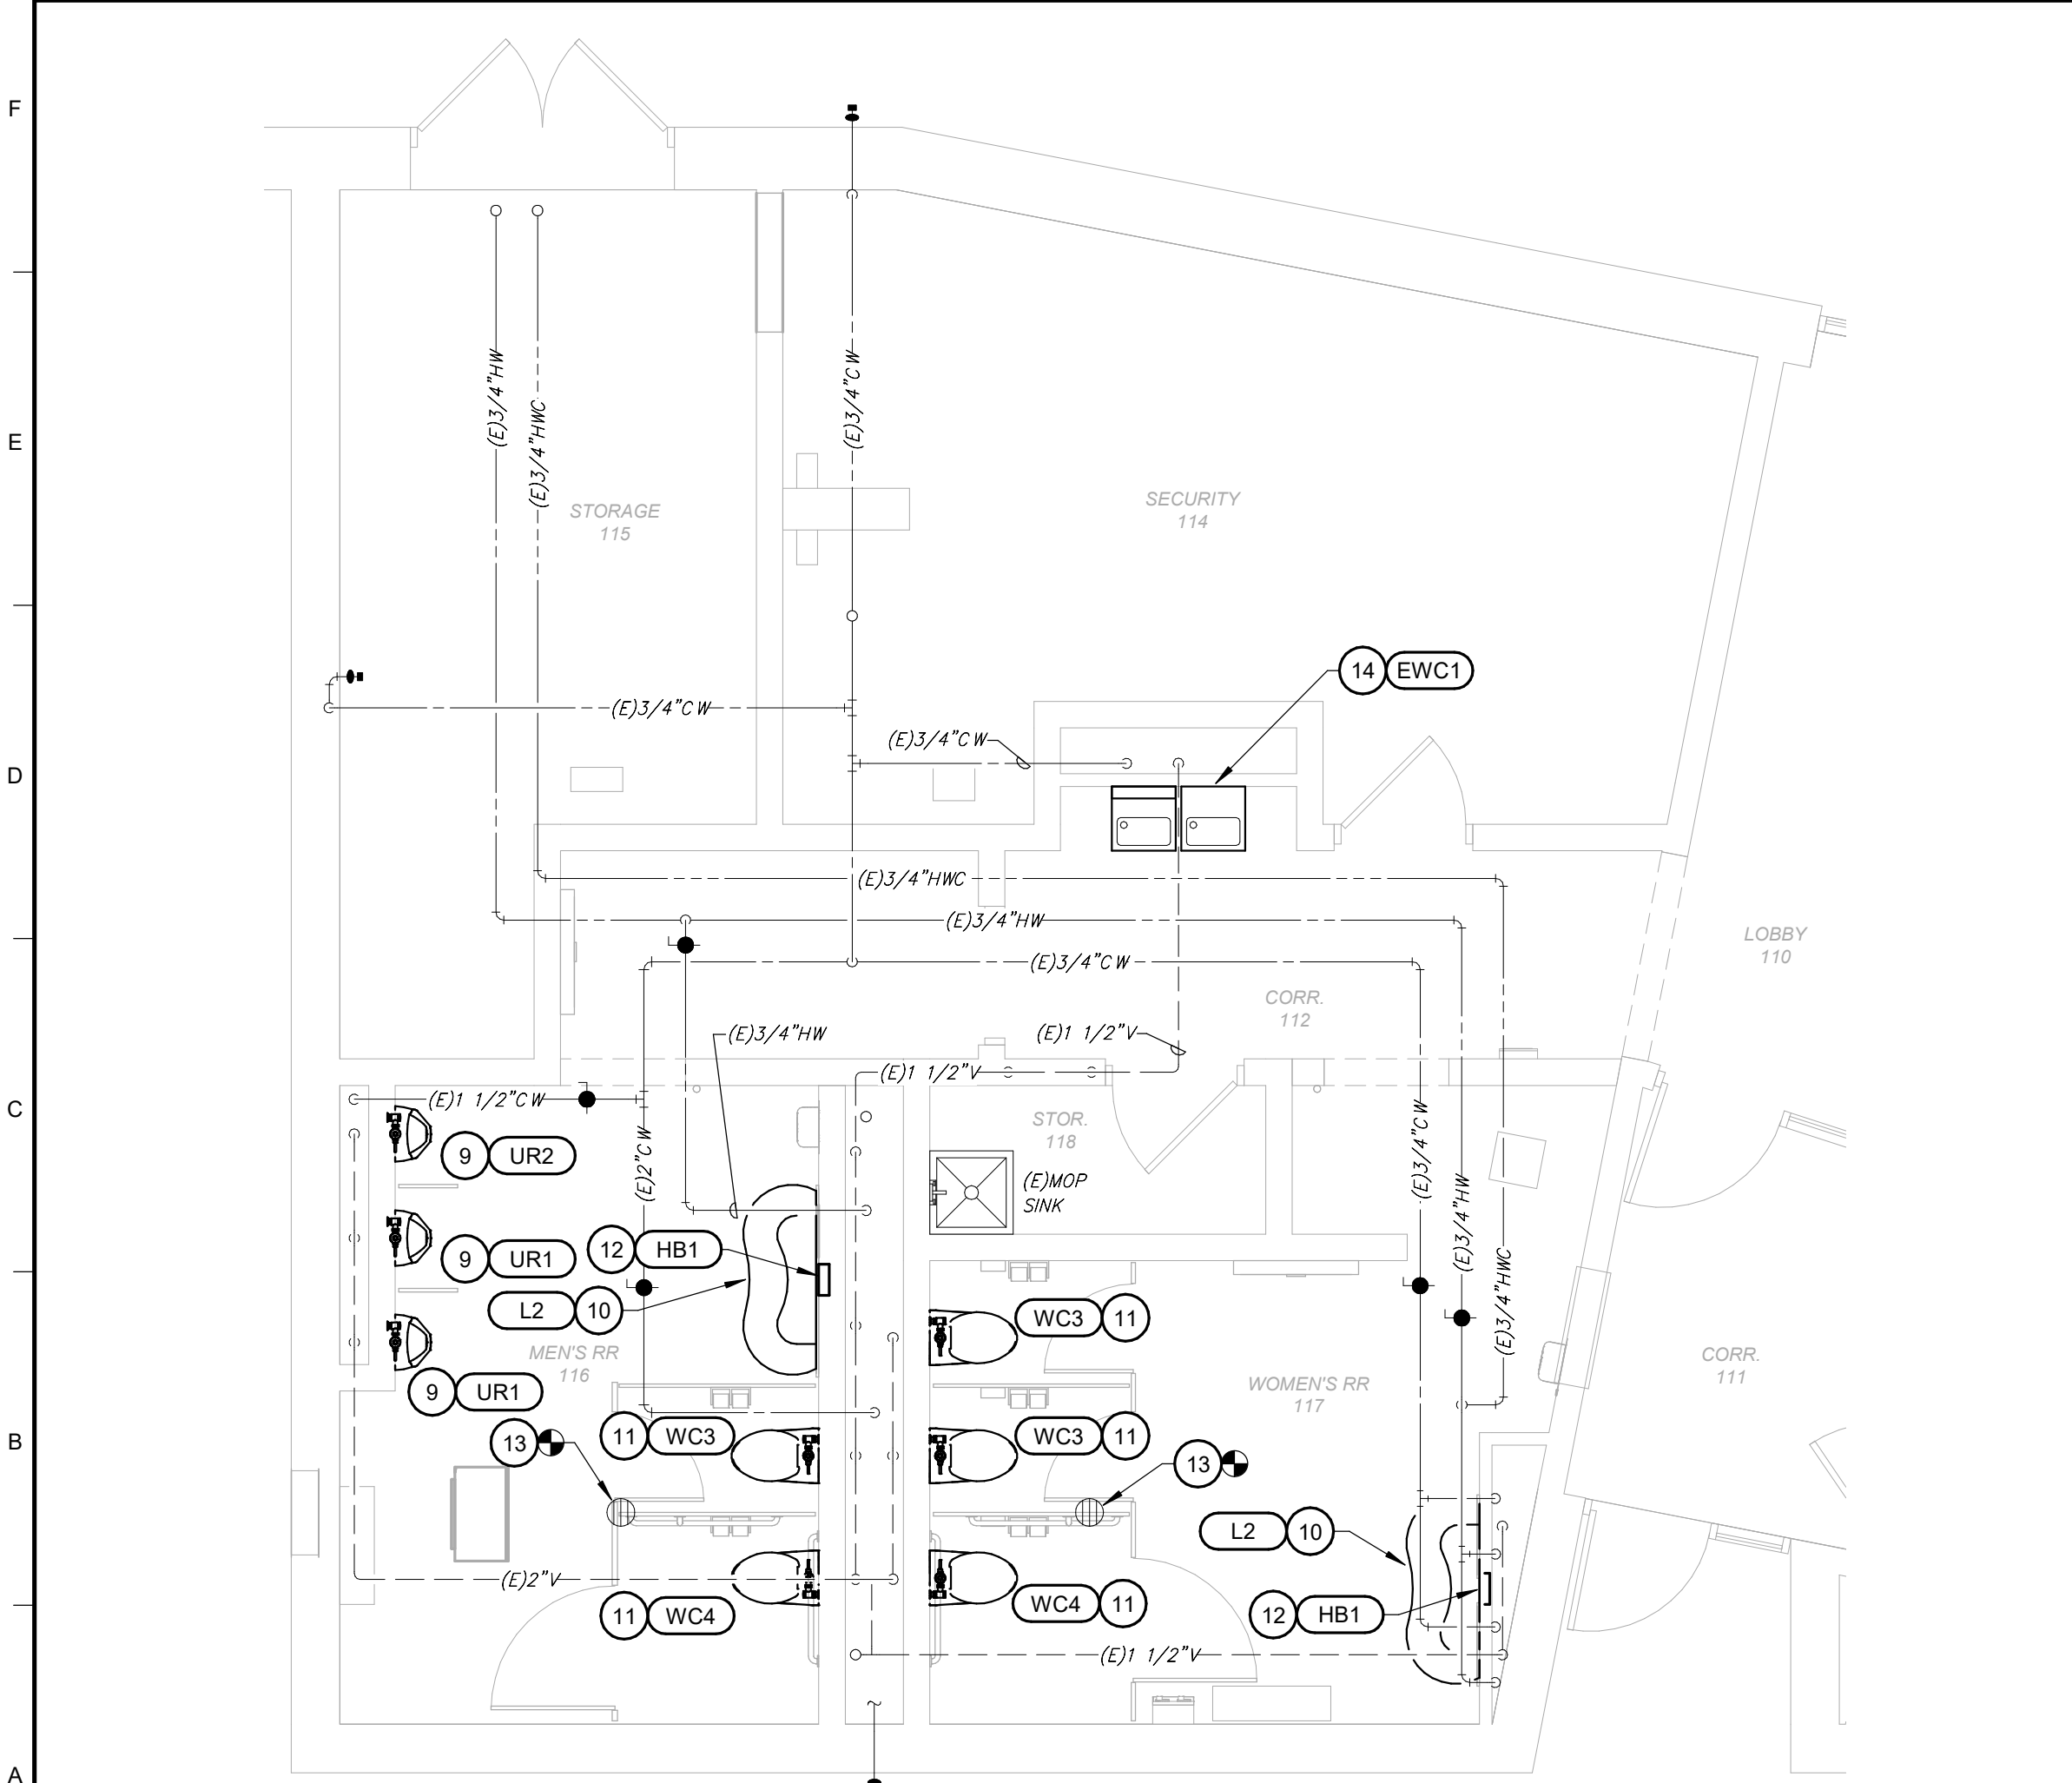 F
E
(E)3/4"HW
(E)3/4"HWC
(E)3/4"CW
STORAGE
115
SECURITY
114
14 EWC1
(E)3/4"CW
(E)3/4"CW
D
(E)3/4"HWC
(E)3/4"HW
(E)3/4"CW
LOBBY
110
CORR.
112
(E)3/4"HW
(E)1 1/2"V
(E)1 1/2"V
C
(E)1 1/2"CW
(E)2"CW
STOR.
118
(E)MOP
SINK
(E)3/4"CW
(E)3/4"HW
(E)3/4"HWC
9 UR2
9 UR1
12 HB1
L2 10
WC3 11
MEN'S RR
116
CORR.
111
9 UR1
WOMEN'S RR
117
B
13
11 WC3
WC3 11
13
L2 10
(E)2"V
11 WC4
WC4 11
12 HB1
(E)1 1/2"V
A